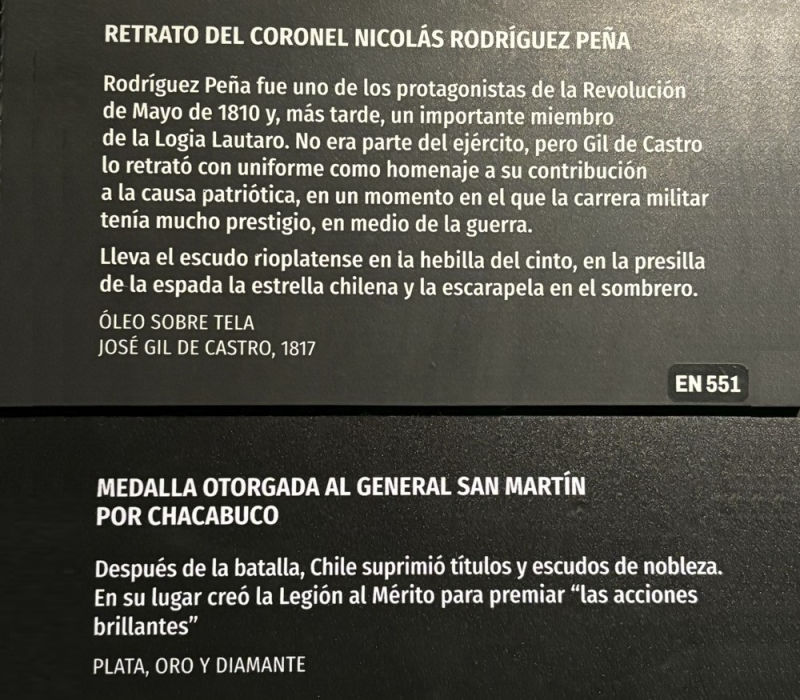 RETRATO DEL CORONEL NICOLÁS RODRÍGUEZ PEÑA
Rodríguez Peña fue uno de los protagonistas de la Revolución
de Mayo de 1810 y, más tarde, un importante miembro
de la Logia Lautaro. No era parte del ejército, pero Gil de Castro
lo retrató con uniforme como homenaje a su contribución
a la causa patriótica, en un momento en el que la carrera militar
tenía mucho prestigio, en medio de la guerra.
Lleva el escudo rioplatense en la hebilla del cinto, en la presilla
de la espada la estrella chilena y la escarapela en el sombrero.
ÓLEO SOBRE TELA
JOSÉ GIL DE CASTRO, 1817
EN 551
MEDALLA OTORGADA AL GENERAL SAN MARTÍN
POR CHACABUCO
Después de la batalla, Chile suprimió títulos y escudos de nobleza.
En su lugar creó la Legión al Mérito para premiar “las acciones
brillantes”
PLATA, ORO Y DIAMANTE